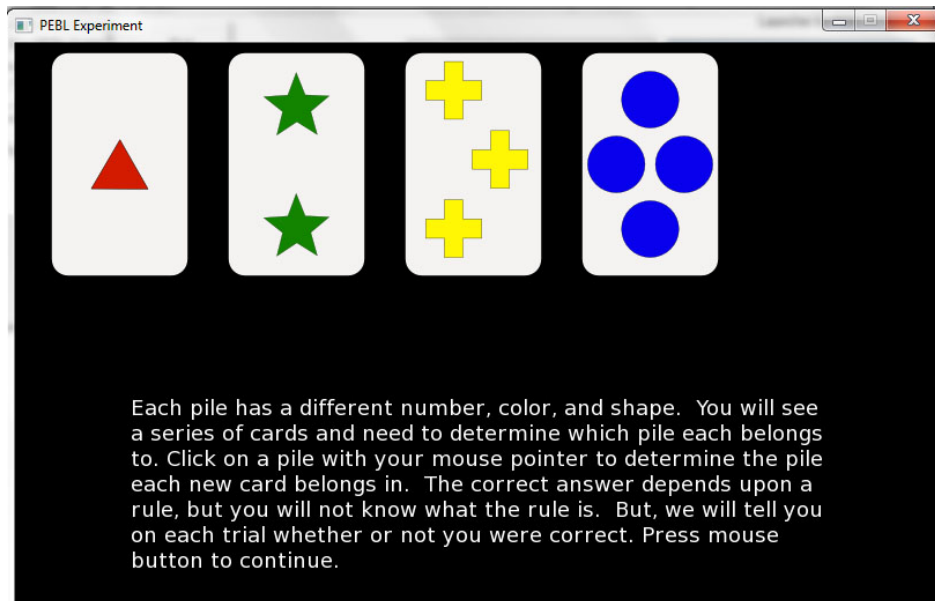 PEBL Experiment
Each pile has a different number, color, and shape.  You will see
a series of cards and need to determine which pile each belongs
to. Click on a pile with your mouse pointer to determine the pile
each new card belongs in.  The correct answer depends upon a
rule, but you will not know what the rule is.  But, we will tell you
on each trial whether or not you were correct. Press mouse
button to continue.